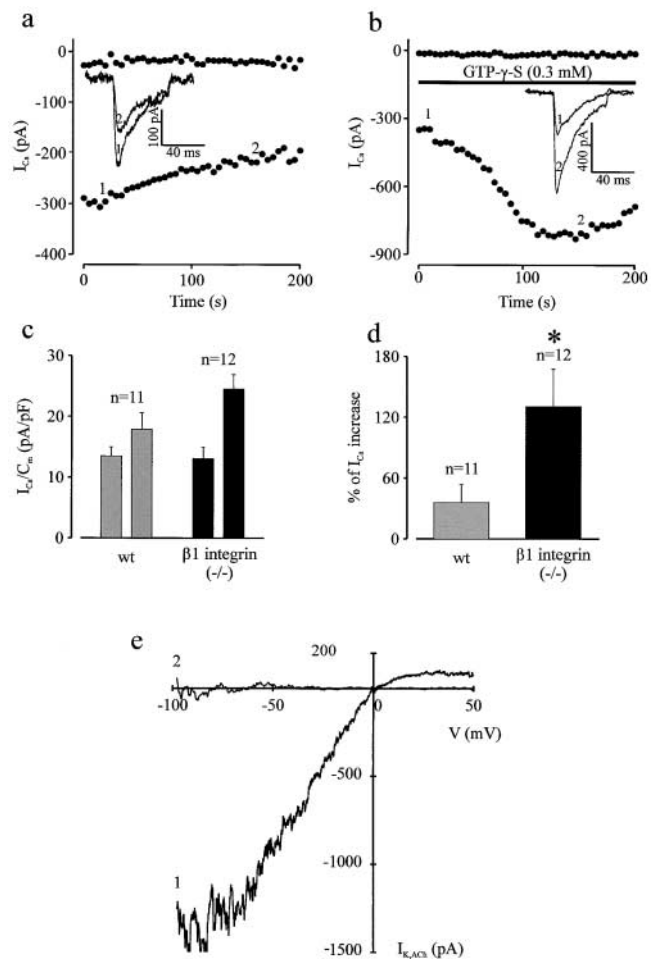 a
0
-100
-200
-300
-400
I_Ca (pA)
1
2
2
1
100 pA
40 ms
0
100
200
Time (s)
b
0
-300
-600
-900
I_Ca (pA)
GTP-γ-S (0.3 mM)
1
2
1
2
400 pA
40 ms
0
100
200
Time (s)
c
30
20
10
0
I_Ca/C_m (pA/pF)
n=11
n=12
wt
β1 integrin
(-/-)
d
180
120
60
0
% of I_Ca increase
*
n=12
n=11
wt
β1 integrin
(-/-)
e
200
2
-100
-50
0
50
V (mV)
-500
-1000
1
-1500
I_K,ACh (pA)